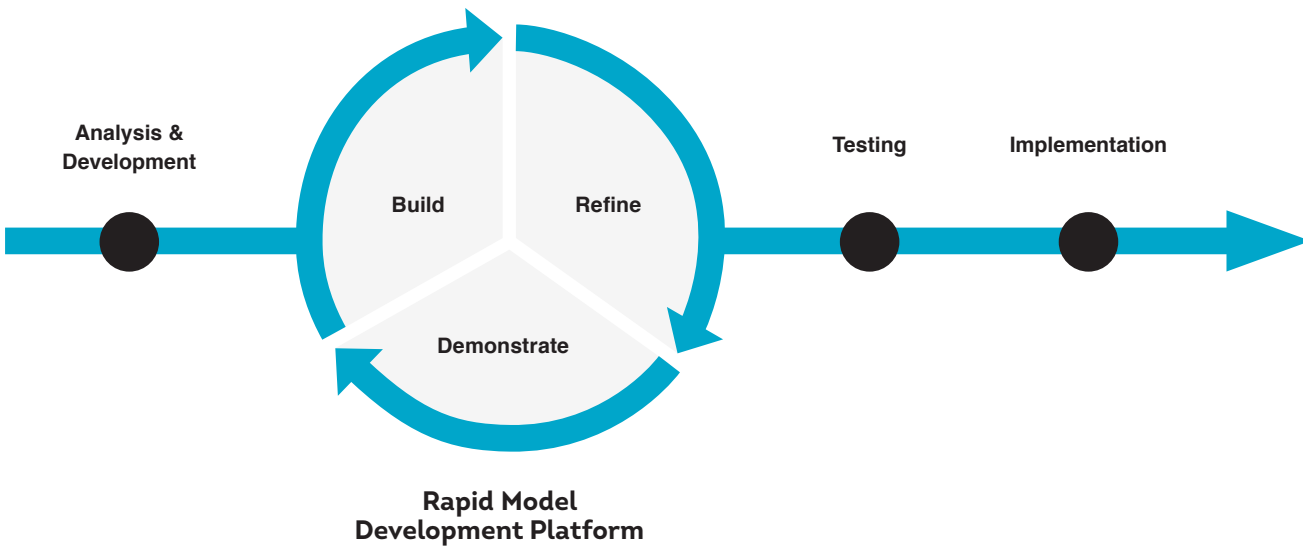 Analysis &
Development
Build
Refine
Demonstrate
Testing
Implementation
Rapid Model
Development Platform